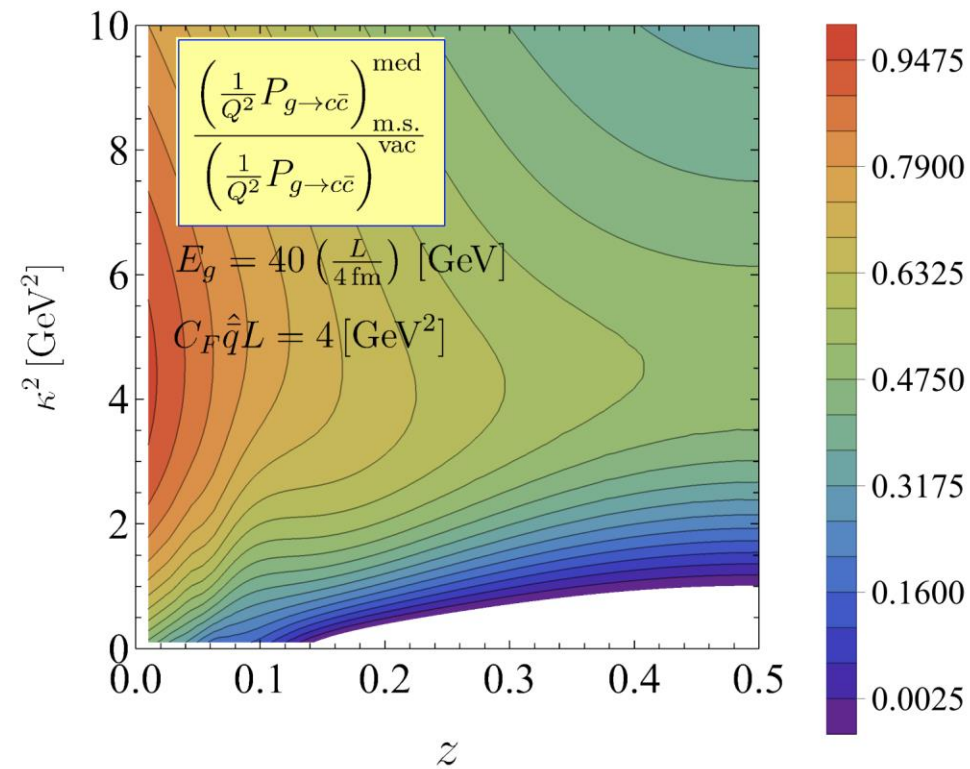 10
8
6
4
2
0
κ² [GeV²]
(1/Q² P_{g→cc̄})^{med}
m.s.
(1/Q² P_{g→cc̄})^{vac}
E_g = 40 (L/4 fm) [GeV]
C_F \hat{\bar{q}} L = 4 [GeV²]
0.0 0.1 0.2 0.3 0.4 0.5
z
0.9475
0.7900
0.6325
0.4750
0.3175
0.1600
0.0025